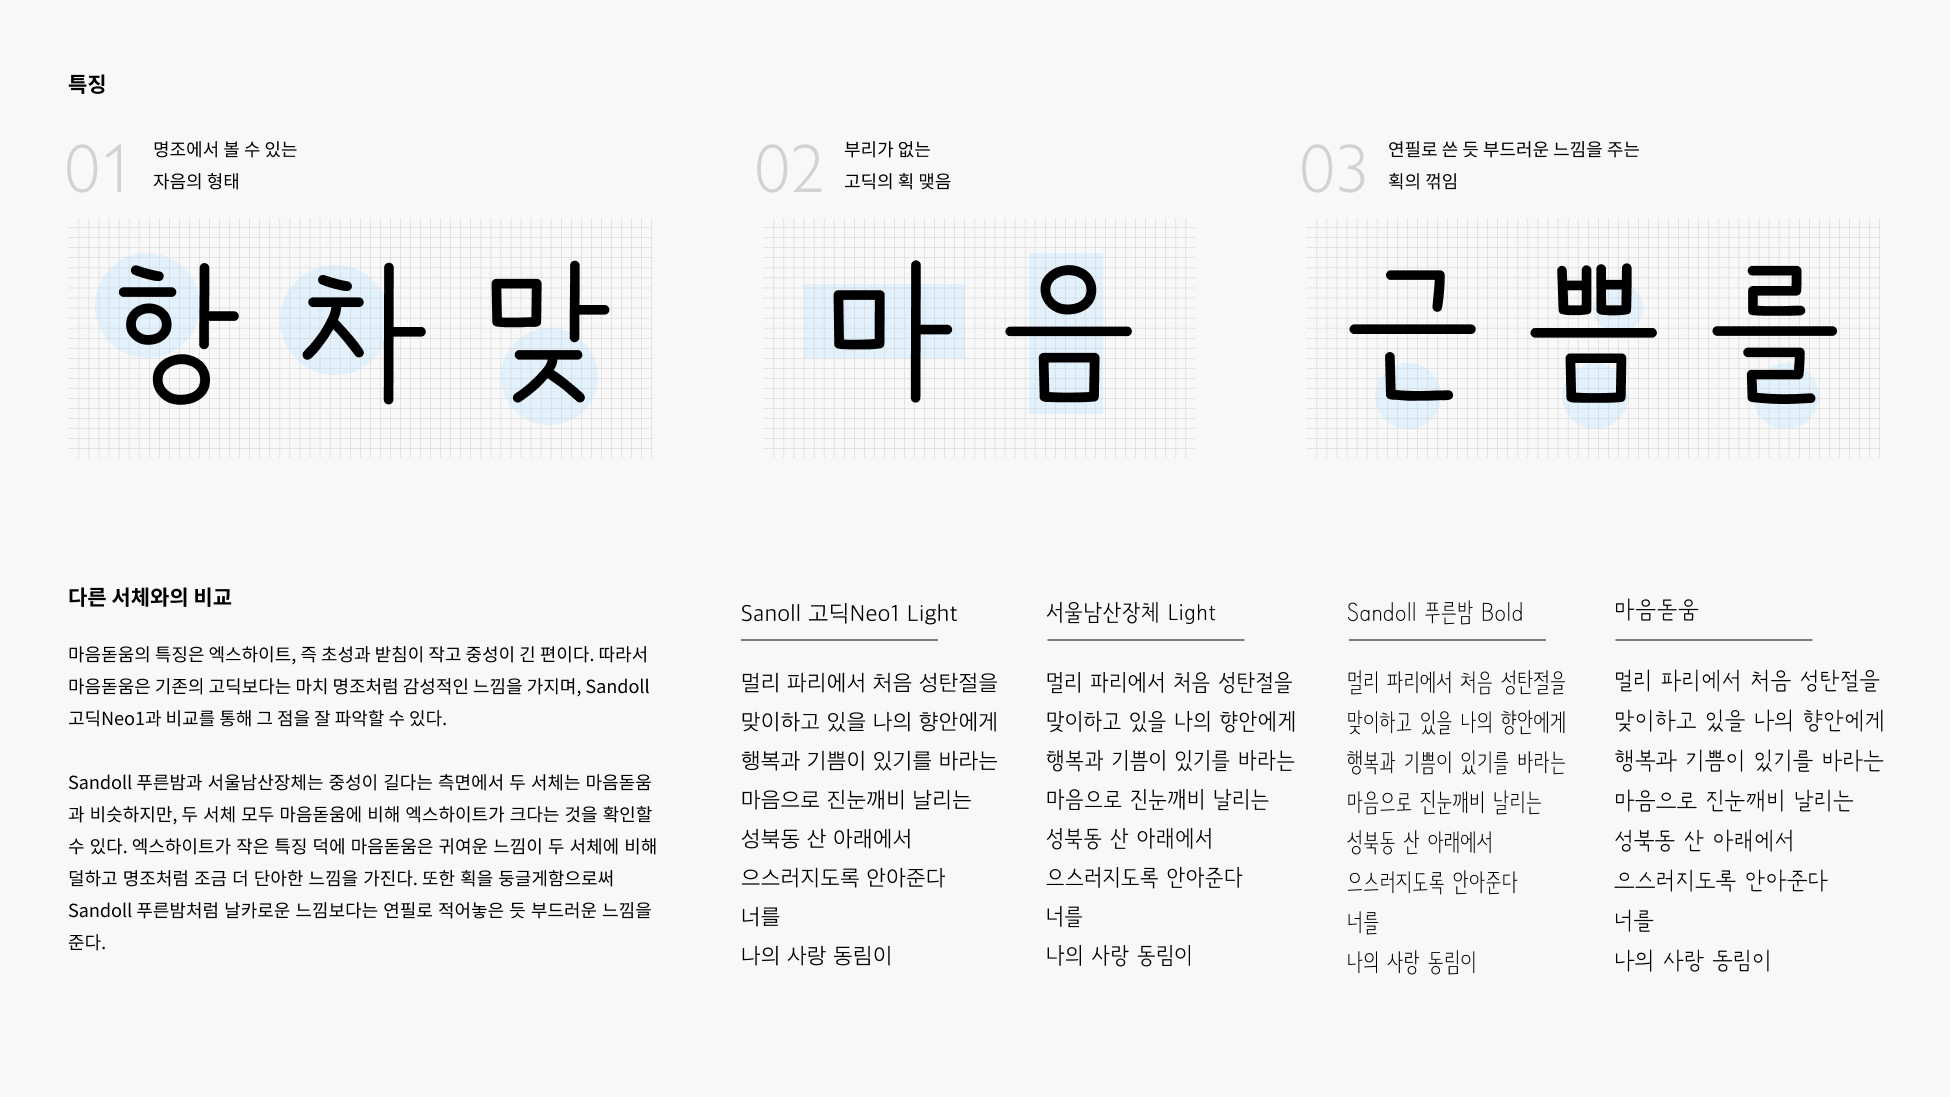 특징
01
명조에서 볼 수 있는
자음의 형태
02
부리가 없는
고딕의 획 맺음
03
연필로 쓴 듯 부드러운 느낌을 주는
획의 꺾임
항 차 맞
마 음
근 쁨 를
다른 서체와의 비교
마음돋움의 특징은 엑스하이트, 즉 초성과 받침이 작고 중성이 긴 편이다. 따라서
마음돋움은 기존의 고딕보다는 마치 명조처럼 감성적인 느낌을 가지며, Sandoll
고딕Neo1과 비교를 통해 그 점을 잘 파악할 수 있다.
Sandoll 푸른밤과 서울남산장체는 중성이 길다는 측면에서 두 서체는 마음돋움
과 비슷하지만, 두 서체 모두 마음돋움에 비해 엑스하이트가 크다는 것을 확인할
수 있다. 엑스하이트가 작은 특징 덕에 마음돋움은 귀여운 느낌이 두 서체에 비해
덜하고 명조처럼 조금 더 단아한 느낌을 가진다. 또한 획을 둥글게함으로써
Sandoll 푸른밤처럼 날카로운 느낌보다는 연필로 적어놓은 듯 부드러운 느낌을
준다.
Sanoll 고딕Neo1 Light
멀리 파리에서 처음 성탄절을
맞이하고 있을 나의 향안에게
행복과 기쁨이 있기를 바라는
마음으로 진눈깨비 날리는
성북동 산 아래에서
으스러지도록 안아준다
너를
나의 사랑 동림이
서울남산장체 Light
멀리 파리에서 처음 성탄절을
맞이하고 있을 나의 향안에게
행복과 기쁨이 있기를 바라는
마음으로 진눈깨비 날리는
성북동 산 아래에서
으스러지도록 안아준다
너를
나의 사랑 동림이
Sandoll 푸른밤 Bold
멀리 파리에서 처음 성탄절을
맞이하고 있을 나의 향안에게
행복과 기쁨이 있기를 바라는
마음으로 진눈깨비 날리는
성북동 산 아래에서
으스러지도록 안아준다
너를
나의 사랑 동림이
마음돋움
멀리 파리에서 처음 성탄절을
맞이하고 있을 나의 향안에게
행복과 기쁨이 있기를 바라는
마음으로 진눈깨비 날리는
성북동 산 아래에서
으스러지도록 안아준다
너를
나의 사랑 동림이